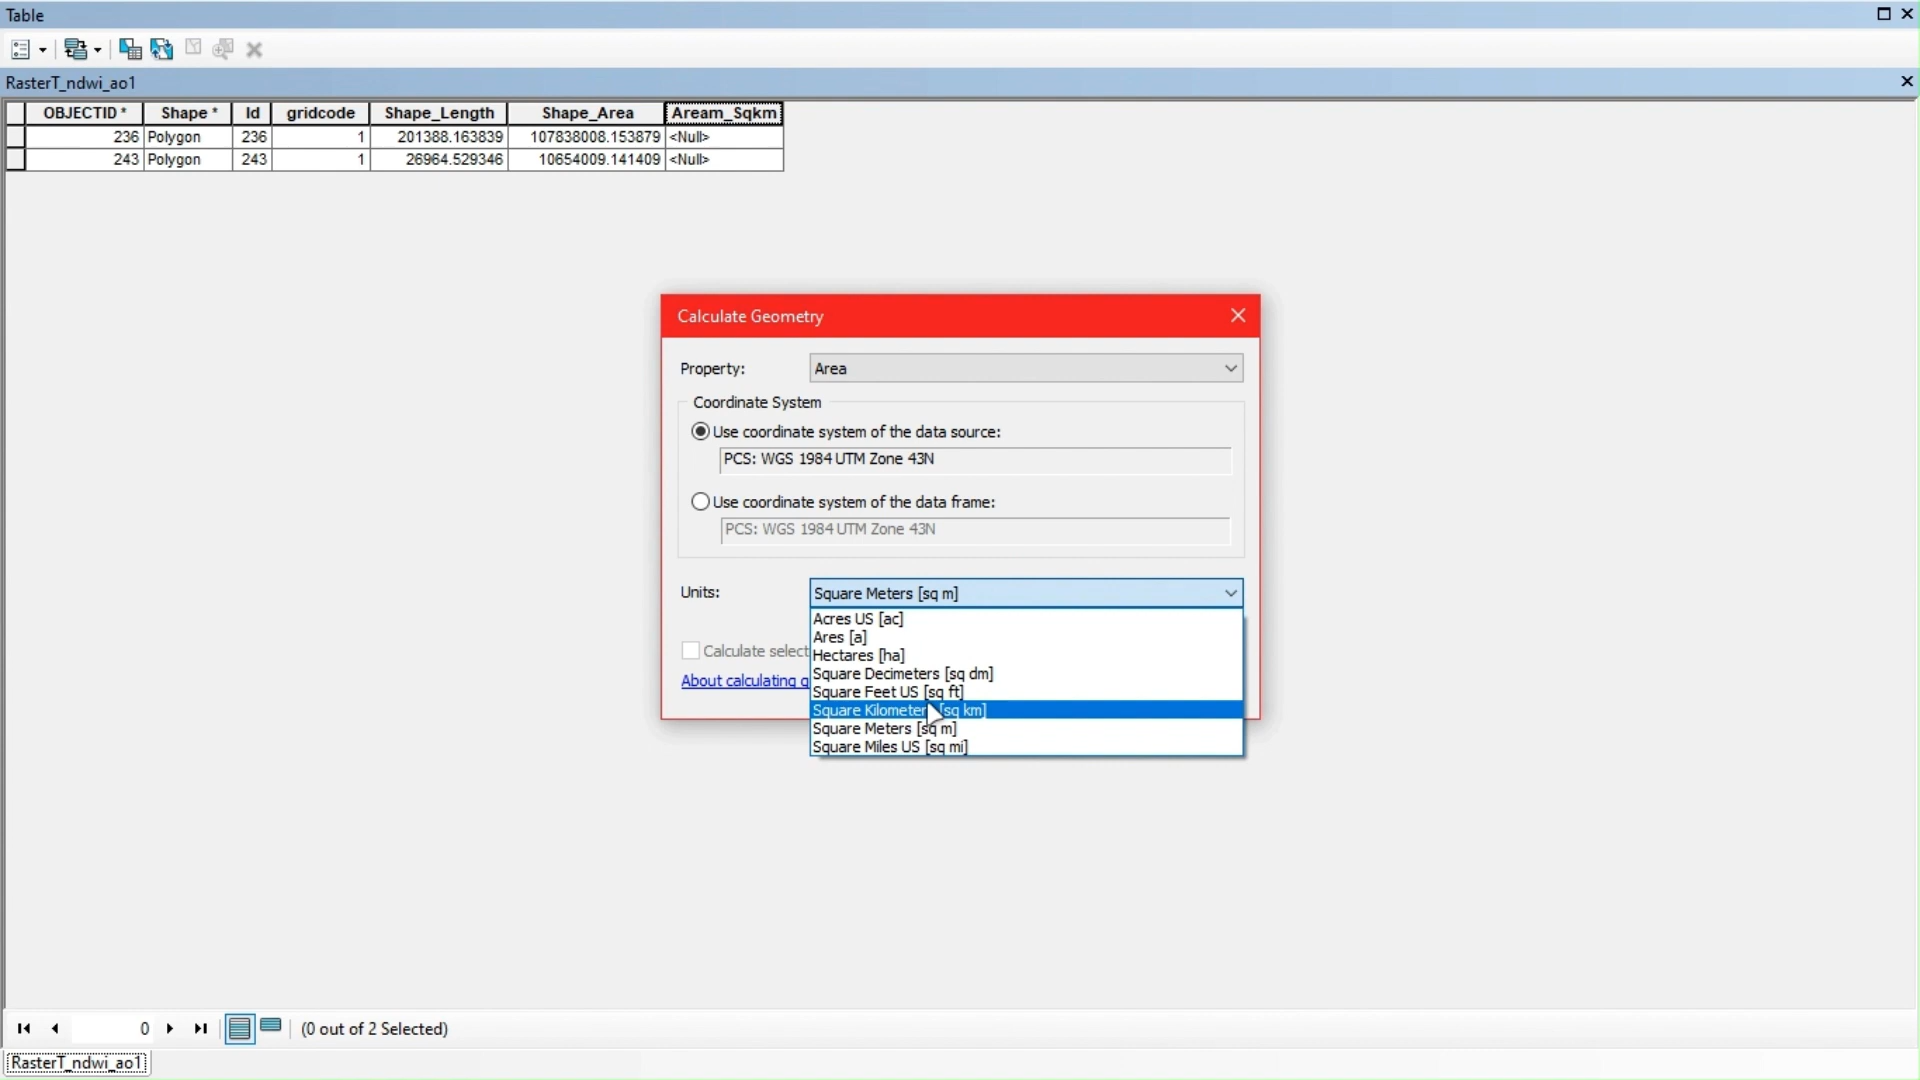 Table
RasterT_ndwi_ao1
OBJECTID * Shape * Id gridcode Shape_Length Shape_Area Aream_Sqkm
236 Polygon 236 1 201388.163839 107838008.153879 <Null>
243 Polygon 243 1 26964.529346 10654009.141409 <Null>
Calculate Geometry
Property: Area
Coordinate System
Use coordinate system of the data source:
PCS: WGS 1984 UTM Zone 43N
Use coordinate system of the data frame:
PCS: WGS 1984 UTM Zone 43N
Units: Square Meters [sq m]
Acres US [ac]
Ares [a]
Hectares [ha]
Square Decimeters [sq dm]
Square Feet US [sq ft]
Square Kilometer [sq km]
Square Meters [sq m]
Square Miles US [sq mi]
Calculate select
About calculating g
0 (0 out of 2 Selected)
RasterT_ndwi_ao1